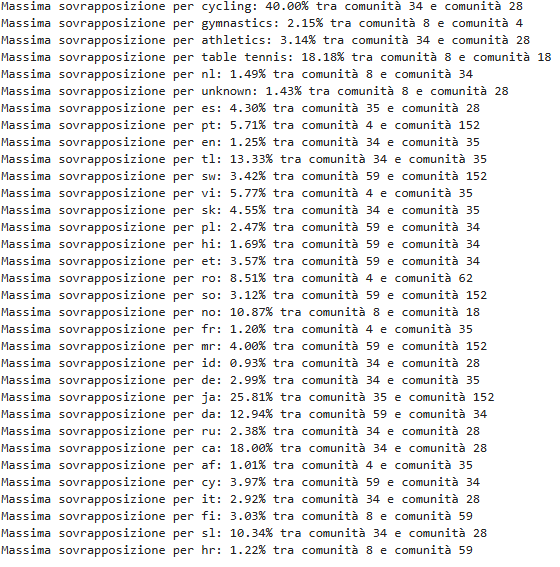 Massima sovrapposizione per cycling: 40.00% tra comunità 34 e comunità 28
Massima sovrapposizione per gymnastics: 2.15% tra comunità 8 e comunità 4
Massima sovrapposizione per athletics: 3.14% tra comunità 34 e comunità 28
Massima sovrapposizione per table tennis: 18.18% tra comunità 8 e comunità 18
Massima sovrapposizione per nl: 1.49% tra comunità 8 e comunità 34
Massima sovrapposizione per unknown: 1.43% tra comunità 8 e comunità 28
Massima sovrapposizione per es: 4.30% tra comunità 35 e comunità 28
Massima sovrapposizione per pt: 5.71% tra comunità 4 e comunità 152
Massima sovrapposizione per en: 1.25% tra comunità 34 e comunità 35
Massima sovrapposizione per tl: 13.33% tra comunità 34 e comunità 35
Massima sovrapposizione per sw: 3.42% tra comunità 59 e comunità 152
Massima sovrapposizione per vi: 5.77% tra comunità 4 e comunità 35
Massima sovrapposizione per sk: 4.55% tra comunità 34 e comunità 35
Massima sovrapposizione per pl: 2.47% tra comunità 59 e comunità 34
Massima sovrapposizione per hi: 1.69% tra comunità 59 e comunità 34
Massima sovrapposizione per et: 3.57% tra comunità 59 e comunità 34
Massima sovrapposizione per ro: 8.51% tra comunità 4 e comunità 62
Massima sovrapposizione per so: 3.12% tra comunità 59 e comunità 152
Massima sovrapposizione per no: 10.87% tra comunità 8 e comunità 18
Massima sovrapposizione per fr: 1.20% tra comunità 4 e comunità 35
Massima sovrapposizione per mr: 4.00% tra comunità 59 e comunità 152
Massima sovrapposizione per id: 0.93% tra comunità 34 e comunità 28
Massima sovrapposizione per de: 2.99% tra comunità 34 e comunità 35
Massima sovrapposizione per ja: 25.81% tra comunità 35 e comunità 152
Massima sovrapposizione per da: 12.94% tra comunità 59 e comunità 34
Massima sovrapposizione per ru: 2.38% tra comunità 34 e comunità 28
Massima sovrapposizione per ca: 18.00% tra comunità 34 e comunità 28
Massima sovrapposizione per af: 1.01% tra comunità 4 e comunità 35
Massima sovrapposizione per cy: 3.97% tra comunità 59 e comunità 34
Massima sovrapposizione per it: 2.92% tra comunità 34 e comunità 28
Massima sovrapposizione per fi: 3.03% tra comunità 8 e comunità 59
Massima sovrapposizione per sl: 10.34% tra comunità 34 e comunità 28
Massima sovrapposizione per hr: 1.22% tra comunità 8 e comunità 59